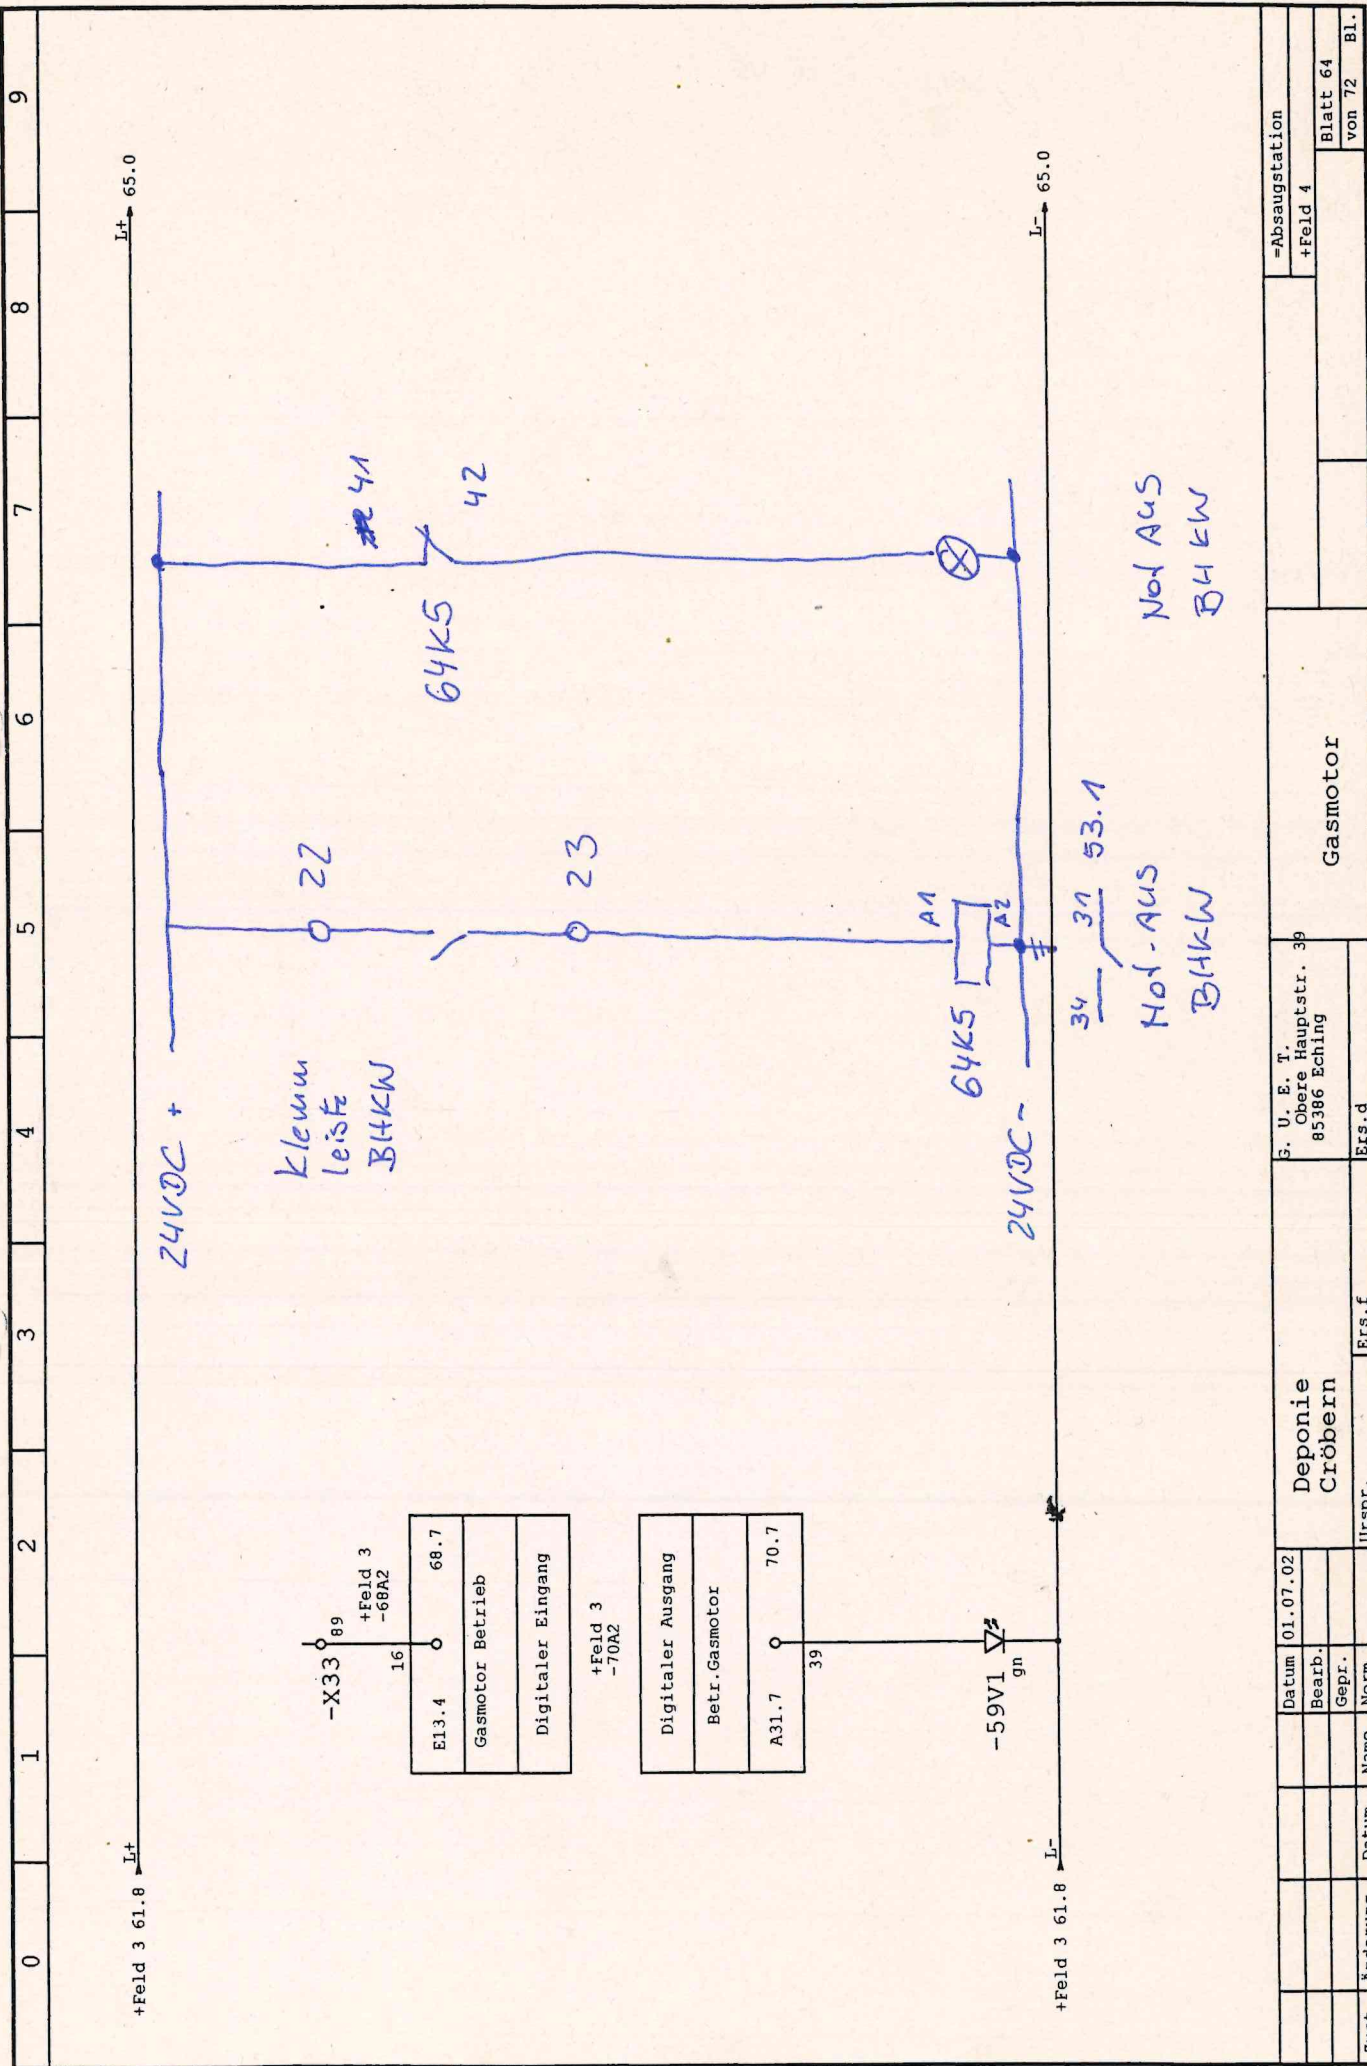 0 1 2 3 4 5 6 7 8 9
+Feld 3 61.8 L+
L+ 65.0
24VDC +
-X33 89
+Feld 3
-68A2
16
E13.4 68.7
Gasmotor Betrieb
Digitaler Eingang
+Feld 3
-70A2
Digitaler Ausgang
Betr.Gasmotor
A31.7 70.7
39
-59V1
gn
Klemm
leiste
BHKW
22
23
64K5
A1
A2
41
42
64K5
24VDC -
+Feld 3 61.8 L-
L- 65.0
34 31 53.1
Not-AUS
BHKW
Not AUS
BHKW
Datum 01.07.02
Bearb.
Gepr.
Änderung Datum Name Norm
Deponie
Cröbern
Urspr.
Ers.f
Ers.d
G. U. E. T.
Obere Hauptstr. 39
85386 Eching
Gasmotor
=Absaugstation
+Feld 4
Blatt 64
von 72 Bl.